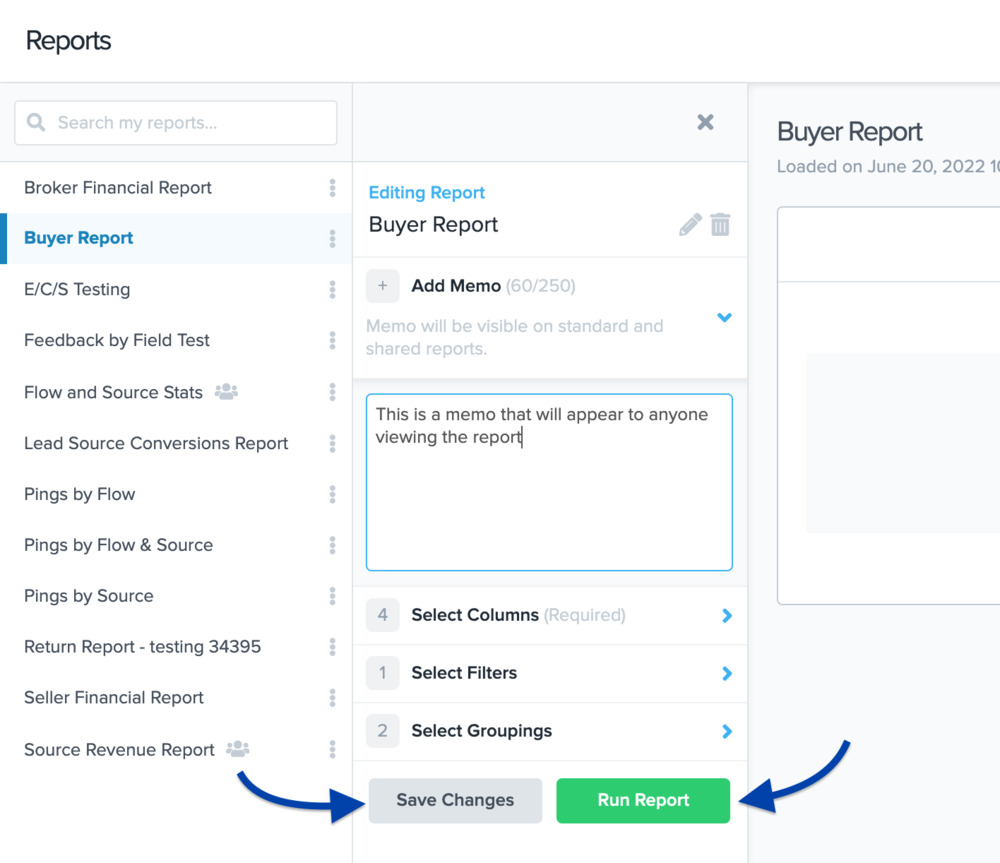 Reports
Search my reports...
Broker Financial Report
Buyer Report
E/C/S Testing
Feedback by Field Test
Flow and Source Stats
Lead Source Conversions Report
Pings by Flow
Pings by Flow & Source
Pings by Source
Return Report - testing 34395
Seller Financial Report
Source Revenue Report
Editing Report
Buyer Report
+ Add Memo (60/250)
Memo will be visible on standard and
shared reports.
This is a memo that will appear to anyone
viewing the report
4 Select Columns (Required)
1 Select Filters
2 Select Groupings
Save Changes
Run Report
Buyer Report
Loaded on June 20, 2022